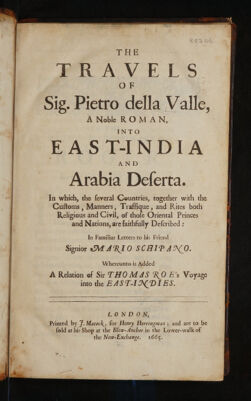 THE
TRAVELS
OF
Sig. Pietro della Valle,
A Noble ROMAN,
INTO
EAST-INDIA
AND
Arabia Deserta.
In which, the several Countries, together with the
Customs, Manners, Traffique, and Rites both
Religious and Civil, of those Oriental Princes
and Nations, are faithfully Described:
In Familiar Letters to his Friend
Signior MARIO SCHIPANO.
Whereunto is Added
A Relation of Sir THOMAS ROE's Voyage
into the EAST-INDIES.
LONDON,
Printed by J. Macock, for Henry Herringman; and are to be
sold at his Shop at the Blew-Anchor in the Lower-walk of
the New-Exchange. 1665.